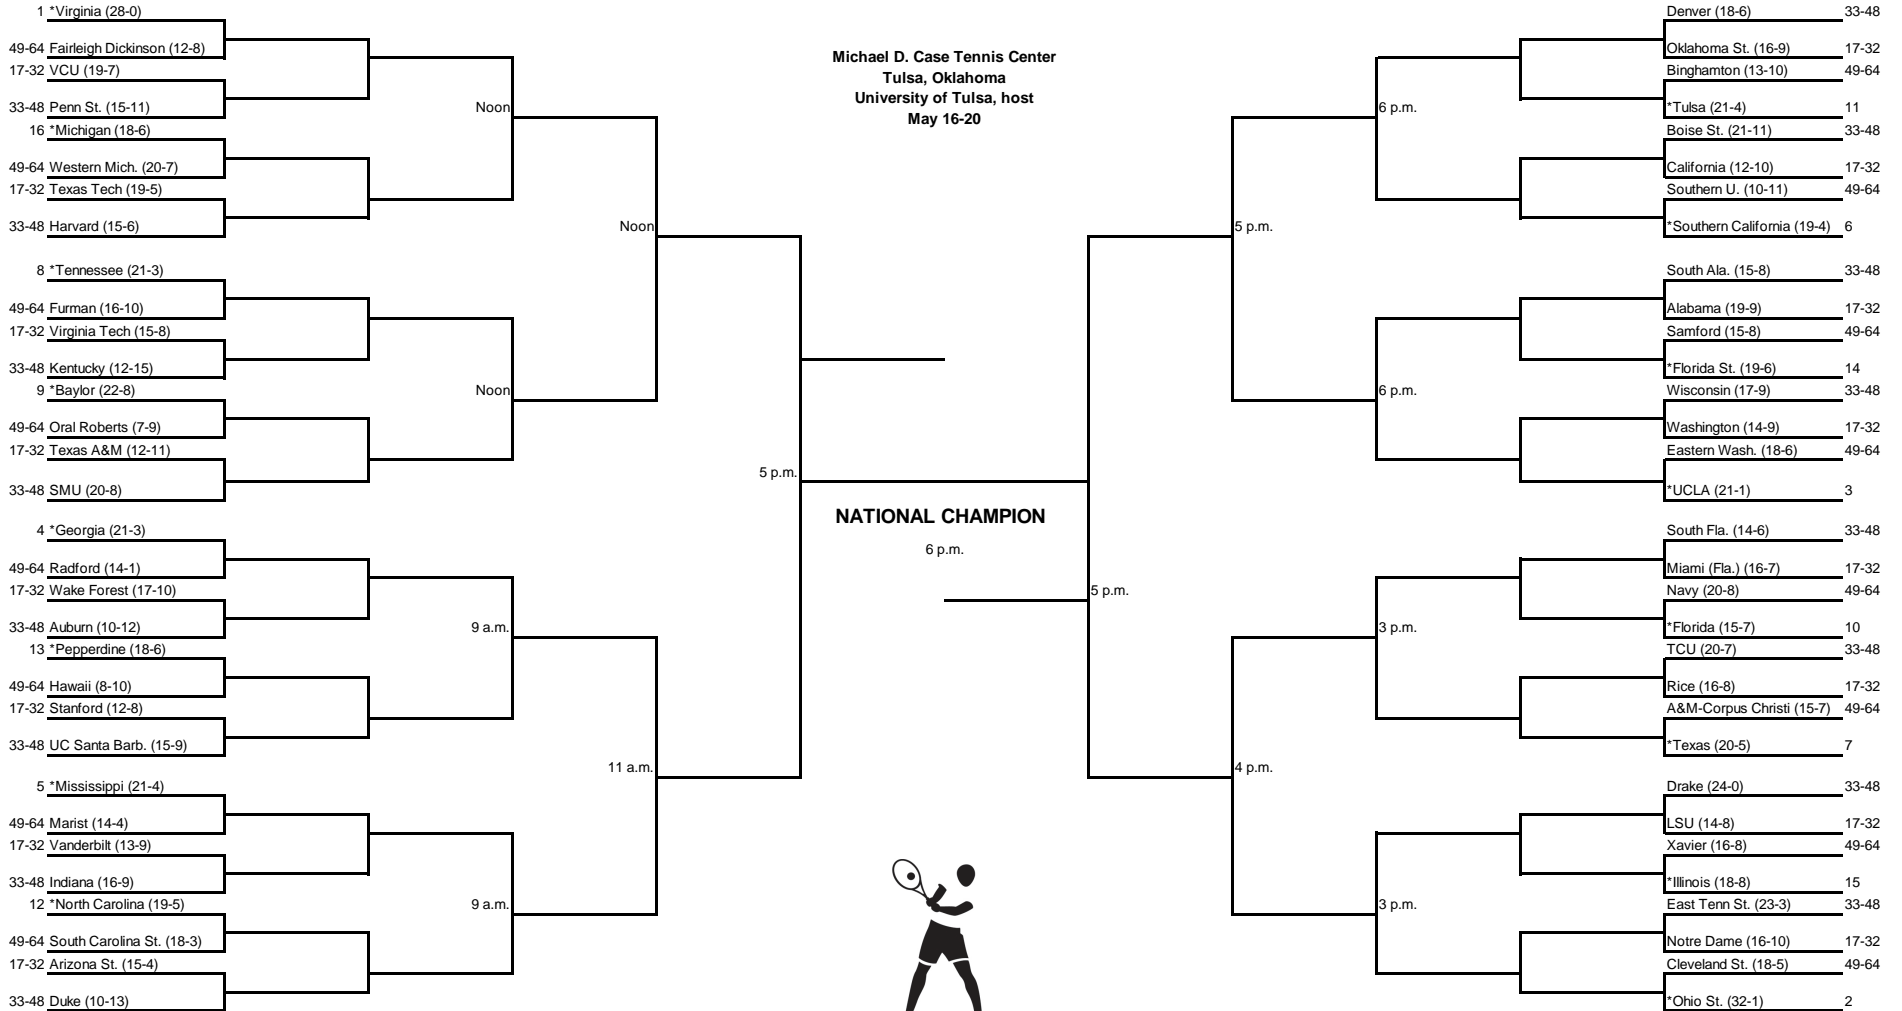 1 *Virginia (28-0)
49-64 Fairleigh Dickinson (12-8)
17-32 VCU (19-7)
33-48 Penn St. (15-11)
16 *Michigan (18-6)
49-64 Western Mich. (20-7)
17-32 Texas Tech (19-5)
33-48 Harvard (15-6)
8 *Tennessee (21-3)
49-64 Furman (16-10)
17-32 Virginia Tech (15-8)
33-48 Kentucky (12-15)
9 *Baylor (22-8)
49-64 Oral Roberts (7-9)
17-32 Texas A&M (12-11)
33-48 SMU (20-8)
4 *Georgia (21-3)
49-64 Radford (14-1)
17-32 Wake Forest (17-10)
33-48 Auburn (10-12)
13 *Pepperdine (18-6)
49-64 Hawaii (8-10)
17-32 Stanford (12-8)
33-48 UC Santa Barb. (15-9)
5 *Mississippi (21-4)
49-64 Marist (14-4)
17-32 Vanderbilt (13-9)
33-48 Indiana (16-9)
12 *North Carolina (19-5)
49-64 South Carolina St. (18-3)
17-32 Arizona St. (15-4)
33-48 Duke (10-13)
Noon
Noon
9 a.m.
9 a.m.
Noon
11 a.m.
5 p.m.
Michael D. Case Tennis Center
Tulsa, Oklahoma
University of Tulsa, host
May 16-20
NATIONAL CHAMPION
6 p.m.
5 p.m.
5 p.m.
4 p.m.
6 p.m.
6 p.m.
3 p.m.
3 p.m.
Denver (18-6) 33-48
Oklahoma St. (16-9) 17-32
Binghamton (13-10) 49-64
*Tulsa (21-4) 11
Boise St. (21-11) 33-48
California (12-10) 17-32
Southern U. (10-11) 49-64
*Southern California (19-4) 6
South Ala. (15-8) 33-48
Alabama (19-9) 17-32
Samford (15-8) 49-64
*Florida St. (19-6) 14
Wisconsin (17-9) 33-48
Washington (14-9) 17-32
Eastern Wash. (18-6) 49-64
*UCLA (21-1) 3
South Fla. (14-6) 33-48
Miami (Fla.) (16-7) 17-32
Navy (20-8) 49-64
*Florida (15-7) 10
TCU (20-7) 33-48
Rice (16-8) 17-32
A&M-Corpus Christi (15-7) 49-64
*Texas (20-5) 7
Drake (24-0) 33-48
LSU (14-8) 17-32
Xavier (16-8) 49-64
*Illinois (18-8) 15
East Tenn St. (23-3) 33-48
Notre Dame (16-10) 17-32
Cleveland St. (18-5) 49-64
*Ohio St. (32-1) 2